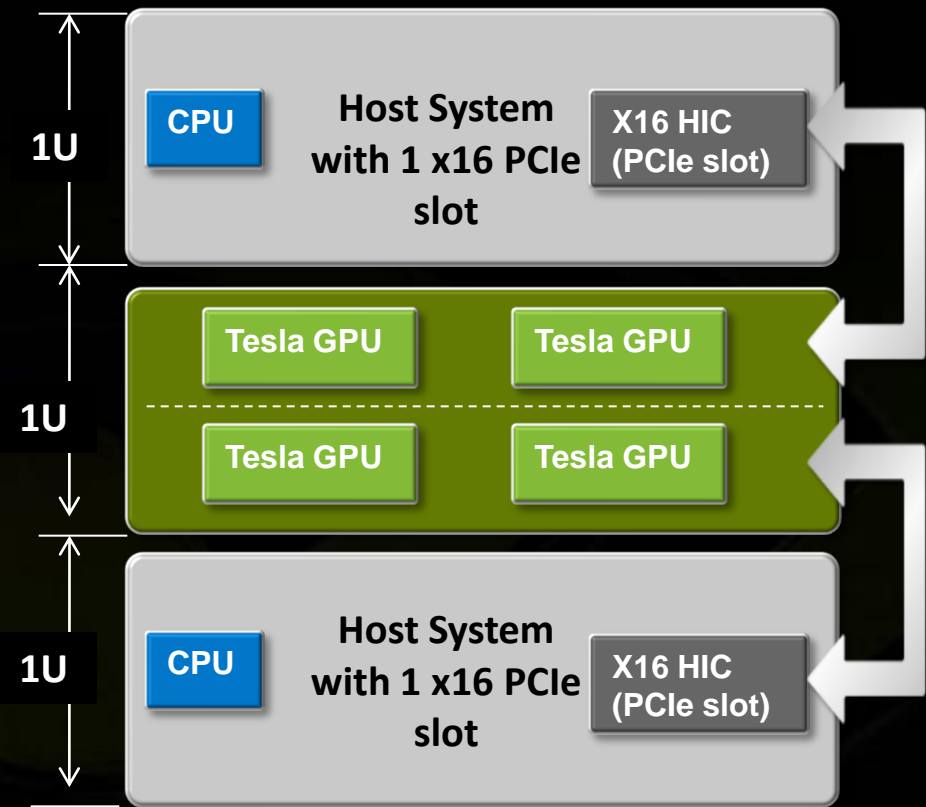 1U
CPU
Host System
with 1 x16 PCIe
slot
X16 HIC
(PCIe slot)
1U
Tesla GPU
Tesla GPU
Tesla GPU
Tesla GPU
1U
CPU
Host System
with 1 x16 PCIe
slot
X16 HIC
(PCIe slot)